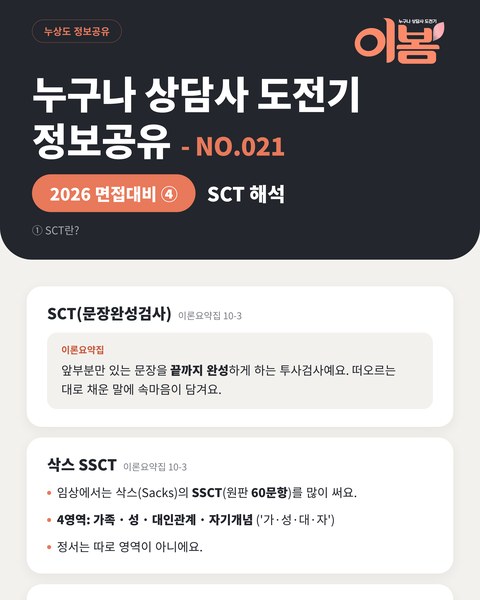 누상도 정보공유
누구나 상담사 도전기
이봄
누구나 상담사 도전기
정보공유 - NO.021
2026 면접대비 ④ SCT 해석
① SCT란?
SCT(문장완성검사) 이론요약집 10-3
이론요약집
앞부분만 있는 문장을 끝까지 완성하게 하는 투사검사예요. 떠오르는
대로 채운 말에 속마음이 담겨요.
삭스 SSCT 이론요약집 10-3
• 임상에서는 삭스(Sacks)의 SSCT(원판 60문항)를 많이 써요.
• 4영역: 가족 · 성 · 대인관계 · 자기개념 ('가·성·대·자')
• 정서는 따로 영역이 아니에요.